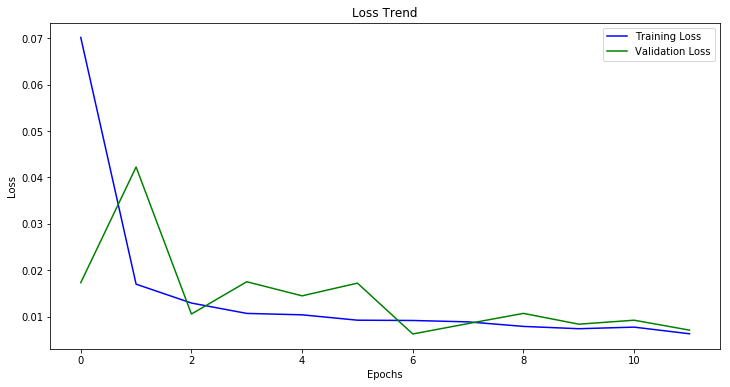 Loss Trend
Training Loss
Validation Loss
0.07
0.06
0.05
0.04
0.03
0.02
0.01
Loss
0 2 4 6 8 10
Epochs